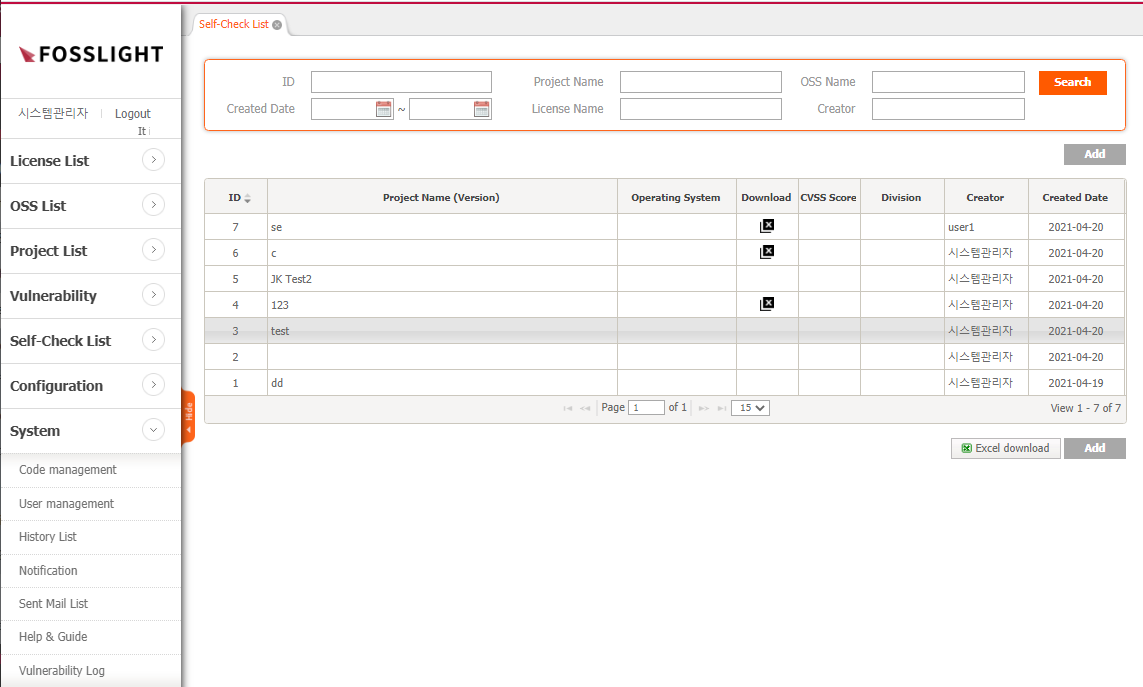 Self-Check List
FOSSLIGHT
시스템관리자 Logout
It
License List
OSS List
Project List
Vulnerability
Self-Check List
Configuration
System
Code management
User management
History List
Notification
Sent Mail List
Help & Guide
Vulnerability Log
Hide
ID Project Name OSS Name Search
Created Date ~ License Name Creator
Add
ID Project Name (Version) Operating System Download CVSS Score Division Creator Created Date
7 se user1 2021-04-20
6 c 시스템관리자 2021-04-20
5 JK Test2 시스템관리자 2021-04-20
4 123 시스템관리자 2021-04-20
3 test 시스템관리자 2021-04-20
2 시스템관리자 2021-04-20
1 dd 시스템관리자 2021-04-19
Page 1 of 1 15 View 1 - 7 of 7
Excel download Add